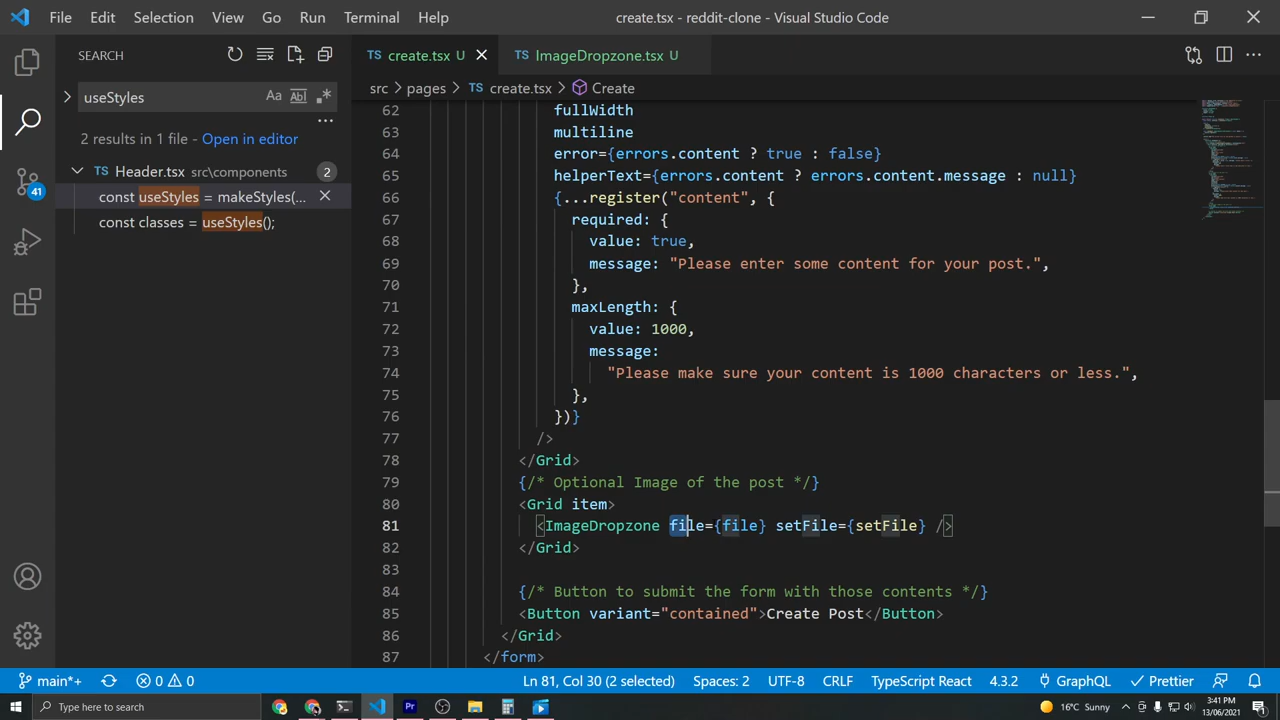 File Edit Selection View Go Run Terminal Help create.tsx - reddit-clone - Visual Studio Code
SEARCH
useStyles
Aa Abl .*
2 results in 1 file - Open in editor
Header.tsx src\components 2
const useStyles = makeStyles(...
const classes = useStyles();
41
TS create.tsx U
TS ImageDropzone.tsx U
src > pages > TS create.tsx > Create
62 fullWidth
63 multiline
64 error={errors.content ? true : false}
65 helperText={errors.content ? errors.content.message : null}
66 {...register("content", {
67 required: {
68 value: true,
69 message: "Please enter some content for your post.",
70 },
71 maxLength: {
72 value: 1000,
73 message:
74 "Please make sure your content is 1000 characters or less.",
75 },
76 })}
77 />
78 </Grid>
79 {/* Optional Image of the post */}
80 <Grid item>
81 <ImageDropzone file={file} setFile={setFile} />
82 </Grid>
83
84 {/* Button to submit the form with those contents */}
85 <Button variant="contained">Create Post</Button>
86 </Grid>
87 </form>
main*+ 0 0 Ln 81, Col 30 (2 selected) Spaces: 2 UTF-8 CRLF TypeScript React 4.3.2 GraphQL Prettier
Type here to search
16°C Sunny
3:41 PM
13/06/2021
1